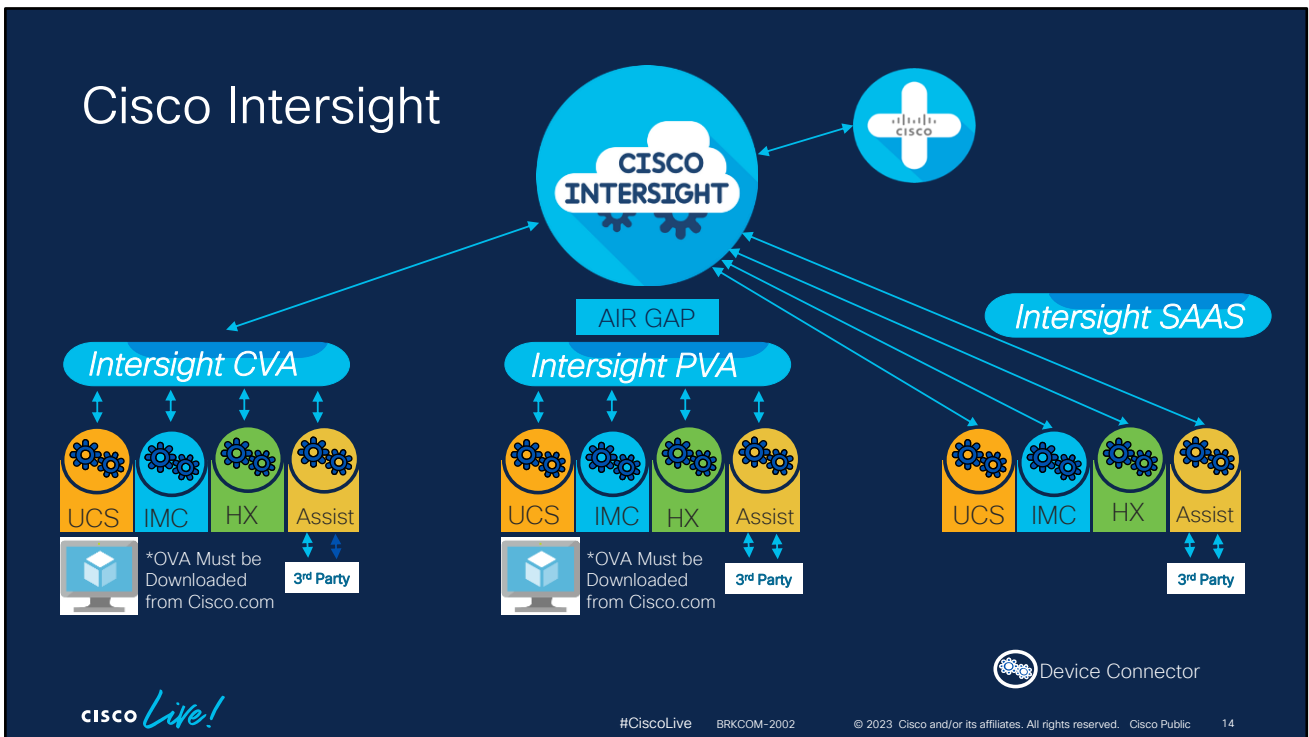 Cisco Intersight
CISCO
CISCO
INTERSIGHT
AIR GAP
Intersight SAAS
Intersight CVA
Intersight PVA
UCS IMC HX Assist
UCS IMC HX Assist
UCS IMC HX Assist
*OVA Must be
Downloaded
from Cisco.com
3rd Party
*OVA Must be
Downloaded
from Cisco.com
3rd Party
3rd Party
Device Connector
CISCO Live!
#CiscoLive BRKCOM-2002 © 2023 Cisco and/or its affiliates. All rights reserved. Cisco Public 14